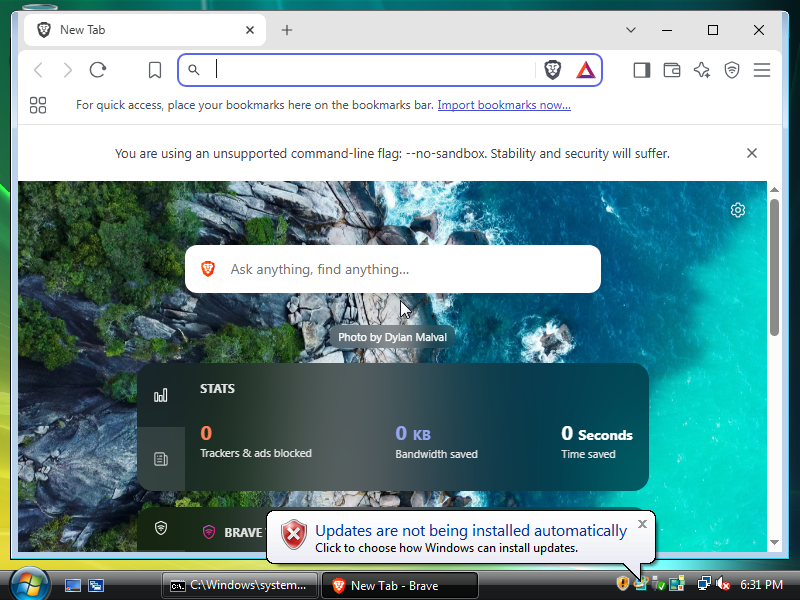 New Tab
For quick access, place your bookmarks here on the bookmarks bar. Import bookmarks now...
You are using an unsupported command-line flag: --no-sandbox. Stability and security will suffer.
Ask anything, find anything...
Photo by Dylan Malval
STATS
0
Trackers & ads blocked
0 KB
Bandwidth saved
0 Seconds
Time saved
BRAVE
Updates are not being installed automatically
Click to choose how Windows can install updates.
C:\Windows\system...
New Tab - Brave
6:31 PM